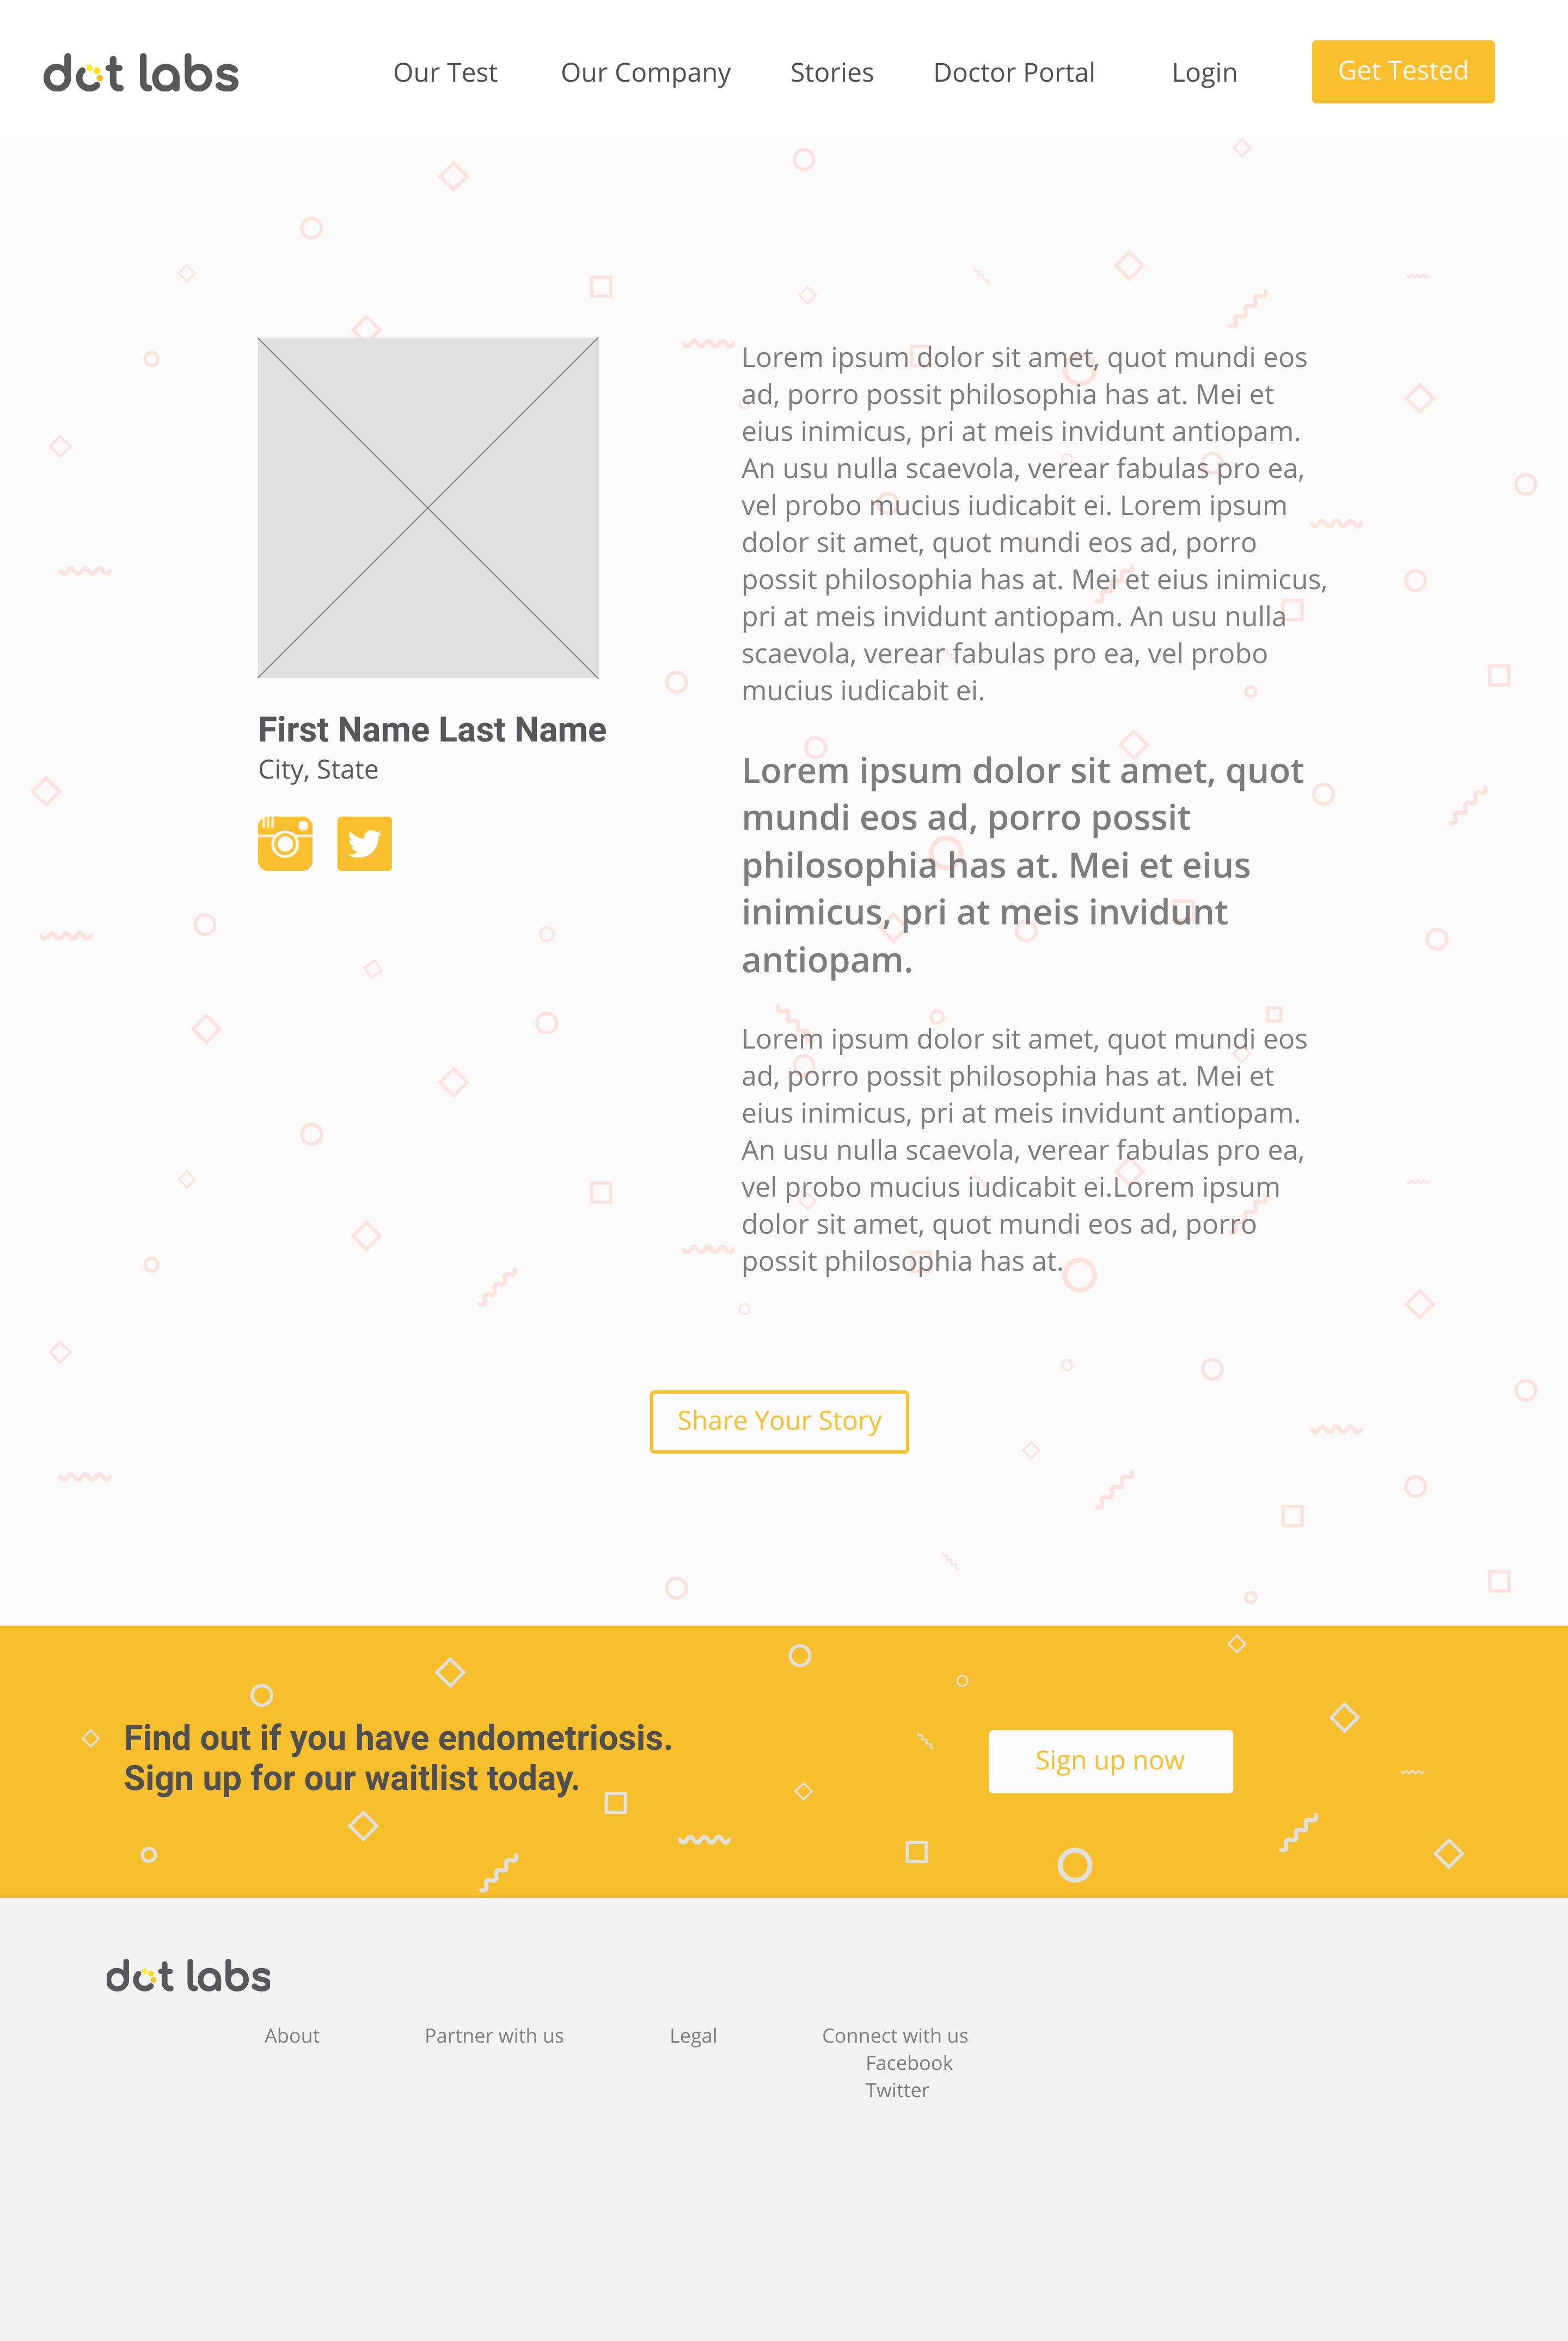 dot labs
Our Test
Our Company
Stories
Doctor Portal
Login
Get Tested
First Name Last Name
City, State
Lorem ipsum dolor sit amet, quot mundi eos
ad, porro possit philosophia has at. Mei et
eius inimicus, pri at meis invidunt antiopam.
An usu nulla scaevola, verear fabulas pro ea,
vel probo mucius iudicabit ei. Lorem ipsum
dolor sit amet, quot mundi eos ad, porro
possit philosophia has at. Mei et eius inimicus,
pri at meis invidunt antiopam. An usu nulla
scaevola, verear fabulas pro ea, vel probo
mucius iudicabit ei.
Lorem ipsum dolor sit amet, quot
mundi eos ad, porro possit
philosophia has at. Mei et eius
inimicus, pri at meis invidunt
antiopam.
Lorem ipsum dolor sit amet, quot mundi eos
ad, porro possit philosophia has at. Mei et
eius inimicus, pri at meis invidunt antiopam.
An usu nulla scaevola, verear fabulas pro ea,
vel probo mucius iudicabit ei.Lorem ipsum
dolor sit amet, quot mundi eos ad, porro
possit philosophia has at.
Share Your Story
Find out if you have endometriosis.
Sign up for our waitlist today.
Sign up now
dot labs
About
Partner with us
Legal
Connect with us
Facebook
Twitter